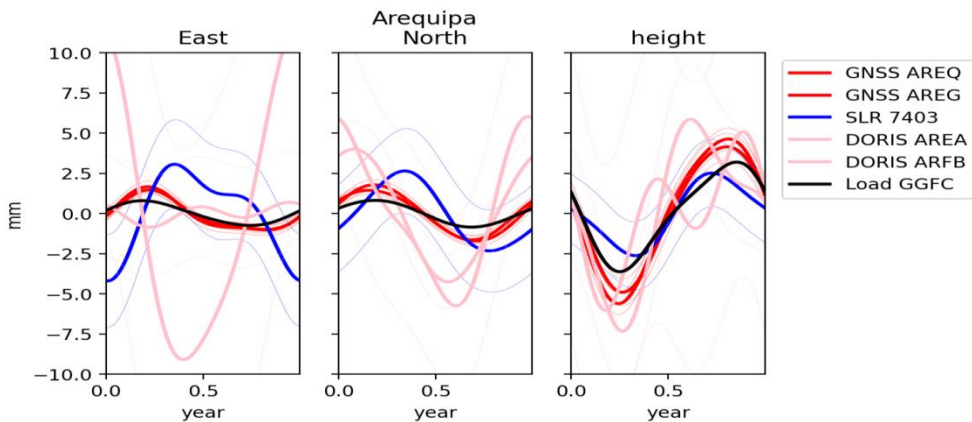 Arequipa
East
North
height
10.0
7.5
5.0
2.5
0.0
−2.5
−5.0
−7.5
−10.0
mm
0.0 0.5
0.0 0.5
0.0 0.5
year
year
year
GNSS AREQ
GNSS AREG
SLR 7403
DORIS AREA
DORIS ARFB
Load GGFC